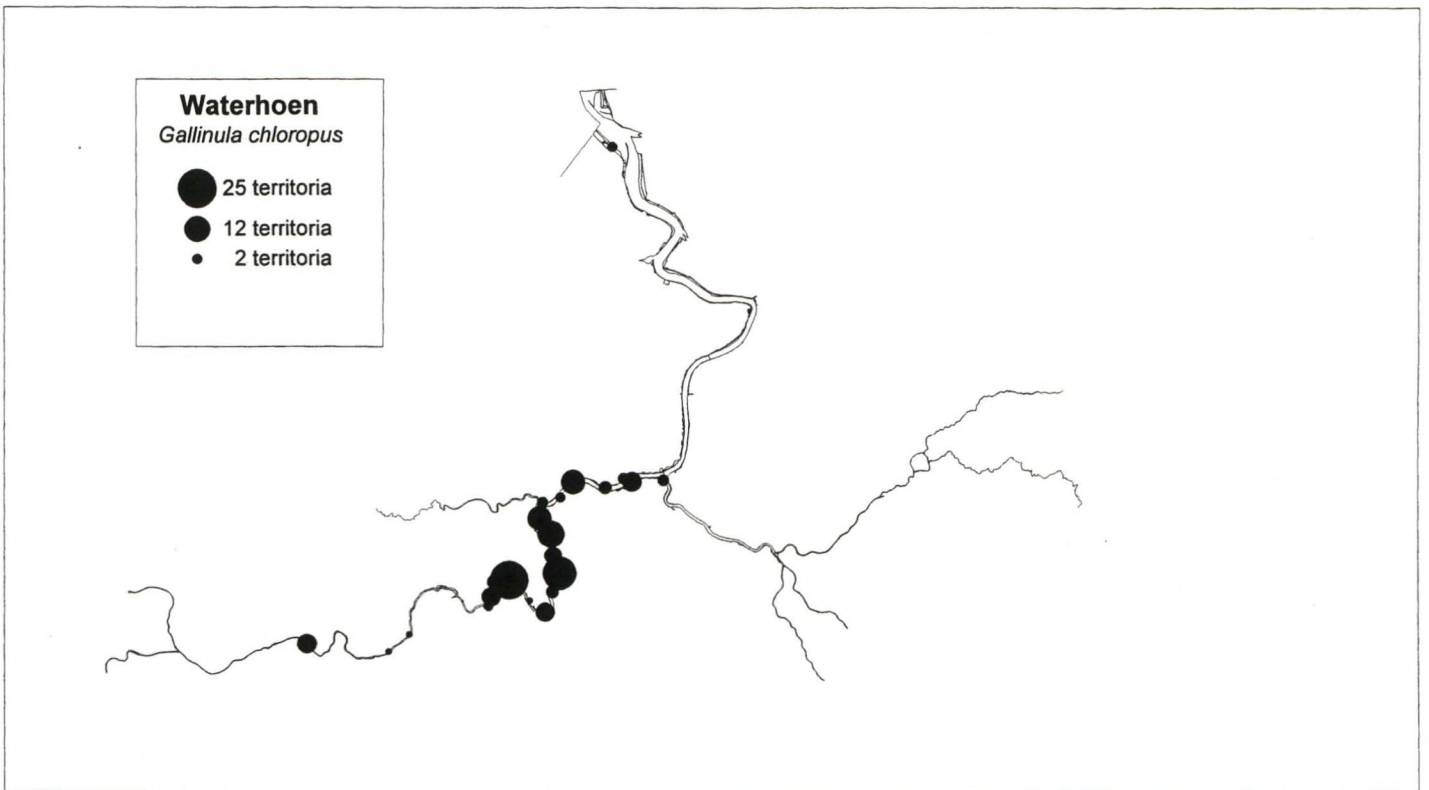 Waterhoen
Gallinula chloropus
25 territoria
12 territoria
2 territoria